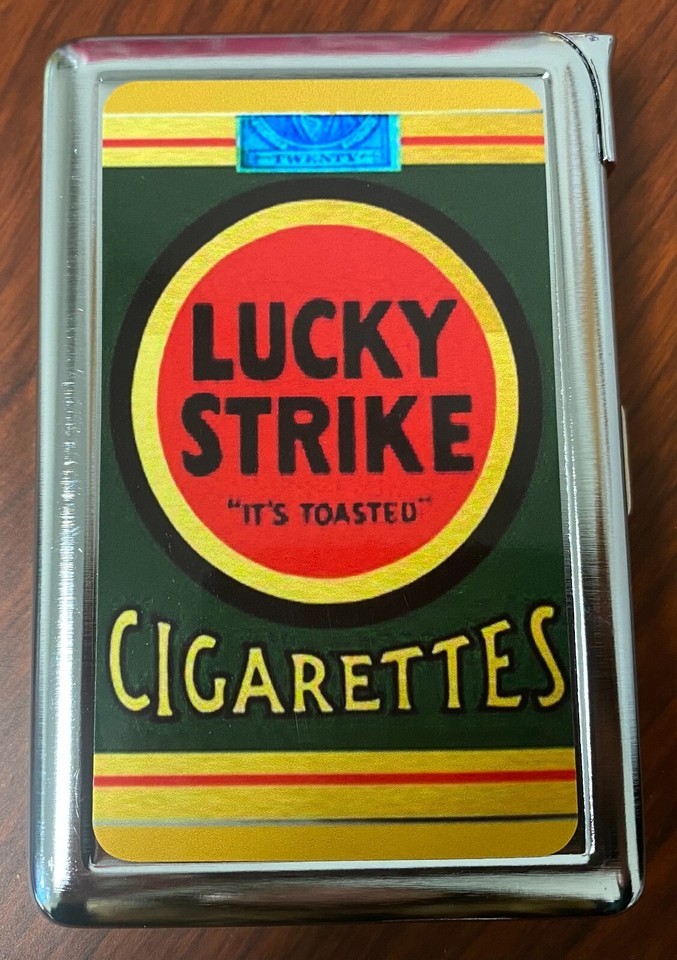 TWENTY
LUCKY
STRIKE
"IT'S TOASTED"
CIGARETTES